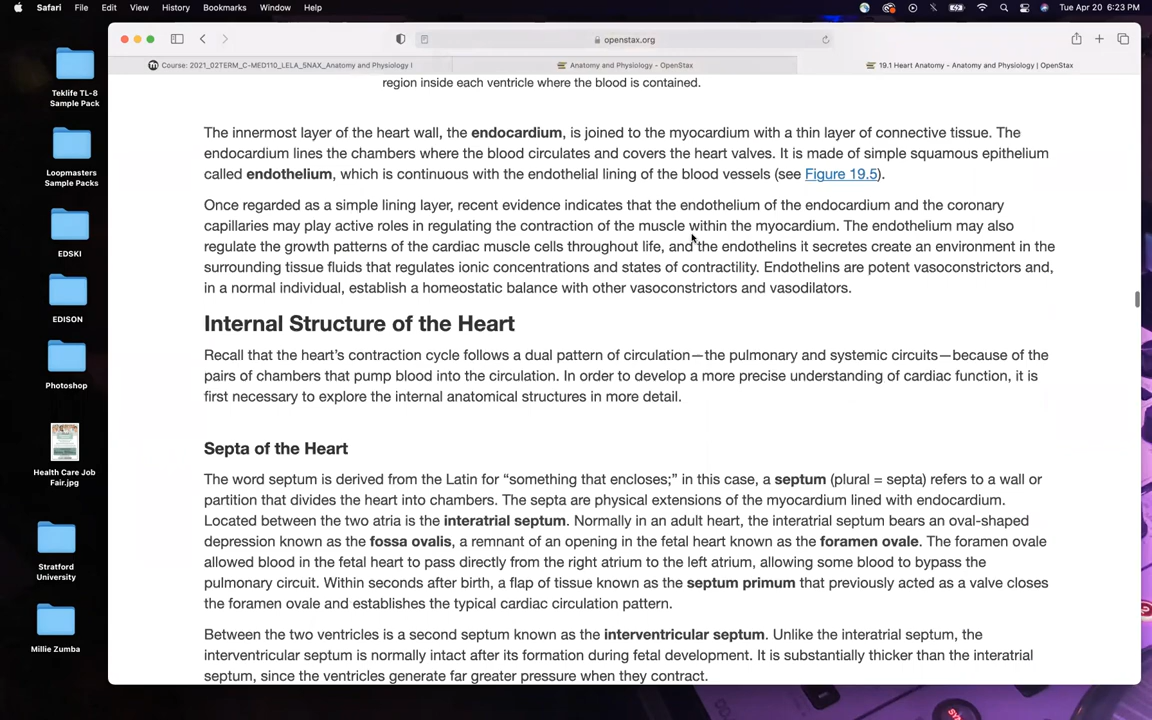 Safari File Edit View History Bookmarks Window Help Tue Apr 20 6:23 PM
openstax.org
Course: 2021_02TERM_C-MED110_LELA_5NAX_Anatomy and Physiology I
Anatomy and Physiology - OpenStax
19.1 Heart Anatomy - Anatomy and Physiology | OpenStax
Teklife TL-8
Sample Pack
Loopmasters
Sample Packs
EDSKI
EDISON
Photoshop
Health Care Job
Fair.jpg
Stratford
University
Millie Zumba
region inside each ventricle where the blood is contained.
The innermost layer of the heart wall, the endocardium, is joined to the myocardium with a thin layer of connective tissue. The
endocardium lines the chambers where the blood circulates and covers the heart valves. It is made of simple squamous epithelium
called endothelium, which is continuous with the endothelial lining of the blood vessels (see Figure 19.5).
Once regarded as a simple lining layer, recent evidence indicates that the endothelium of the endocardium and the coronary
capillaries may play active roles in regulating the contraction of the muscle within the myocardium. The endothelium may also
regulate the growth patterns of the cardiac muscle cells throughout life, and the endothelins it secretes create an environment in the
surrounding tissue fluids that regulates ionic concentrations and states of contractility. Endothelins are potent vasoconstrictors and,
in a normal individual, establish a homeostatic balance with other vasoconstrictors and vasodilators.
Internal Structure of the Heart
Recall that the heart's contraction cycle follows a dual pattern of circulation—the pulmonary and systemic circuits—because of the
pairs of chambers that pump blood into the circulation. In order to develop a more precise understanding of cardiac function, it is
first necessary to explore the internal anatomical structures in more detail.
Septa of the Heart
The word septum is derived from the Latin for “something that encloses;” in this case, a septum (plural = septa) refers to a wall or
partition that divides the heart into chambers. The septa are physical extensions of the myocardium lined with endocardium.
Located between the two atria is the interatrial septum. Normally in an adult heart, the interatrial septum bears an oval-shaped
depression known as the fossa ovalis, a remnant of an opening in the fetal heart known as the foramen ovale. The foramen ovale
allowed blood in the fetal heart to pass directly from the right atrium to the left atrium, allowing some blood to bypass the
pulmonary circuit. Within seconds after birth, a flap of tissue known as the septum primum that previously acted as a valve closes
the foramen ovale and establishes the typical cardiac circulation pattern.
Between the two ventricles is a second septum known as the interventricular septum. Unlike the interatrial septum, the
interventricular septum is normally intact after its formation during fetal development. It is substantially thicker than the interatrial
septum, since the ventricles generate far greater pressure when they contract.